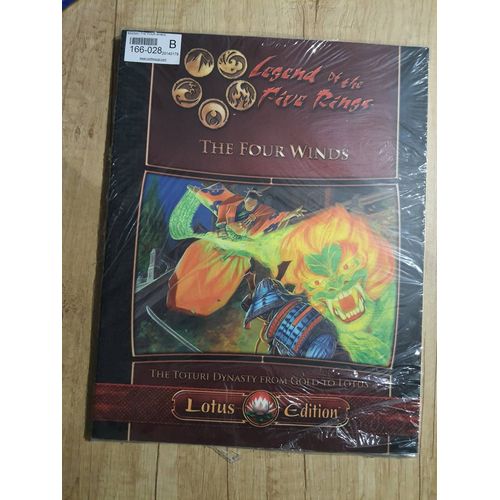 B
166-028
Legend of the
Five Rings
THE FOUR WINDS
THE TOTURI DYNASTY FROM GOLD TO LOTUS
Lotus Edition